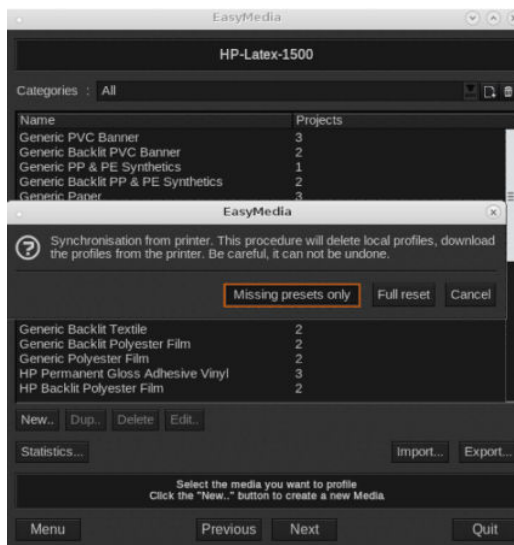 EasyMedia
HP-Latex-1500
Categories : All
Name Projects
Generic PVC Banner 3
Generic Backlit PVC Banner 2
Generic PP & PE Synthetics 1
Generic Backlit PP & PE Synthetics 2
Generic Paper 3
EasyMedia
Synchronisation from printer. This procedure will delete local profiles, download
the profiles from the printer. Be careful, it can not be undone.
Missing presets only Full reset Cancel
Generic Backlit Textile 2
Generic Backlit Polyester Film 2
Generic Polyester Film 2
HP Permanent Gloss Adhesive Vinyl 3
HP Backlit Polyester Film 2
New.. Dup.. Delete Edit..
Statistics... Import... Export...
Select the media you want to profile
Click the "New.." button to create a new Media
Menu Previous Next Quit